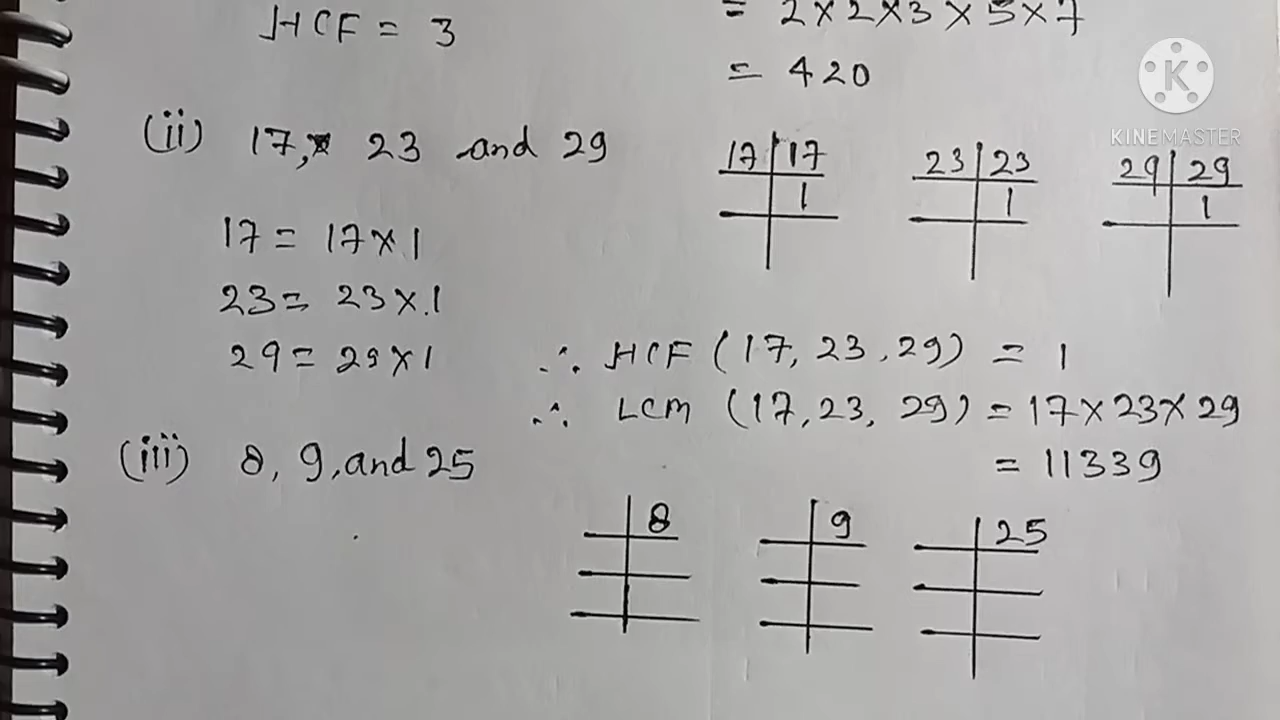 HCF = 3
= 2×2×3×5×7
= 420
K
KINEMASTER
(ii) 17, 23 and 29
17 | 17
1
23 | 23
1
29 | 29
1
17 = 17×1
23 = 23×1
29 = 29×1
∴ HCF (17, 23, 29) = 1
∴ LCM (17, 23, 29) = 17×23×29
= 11339
(iii) 8, 9, and 25
8
9
25